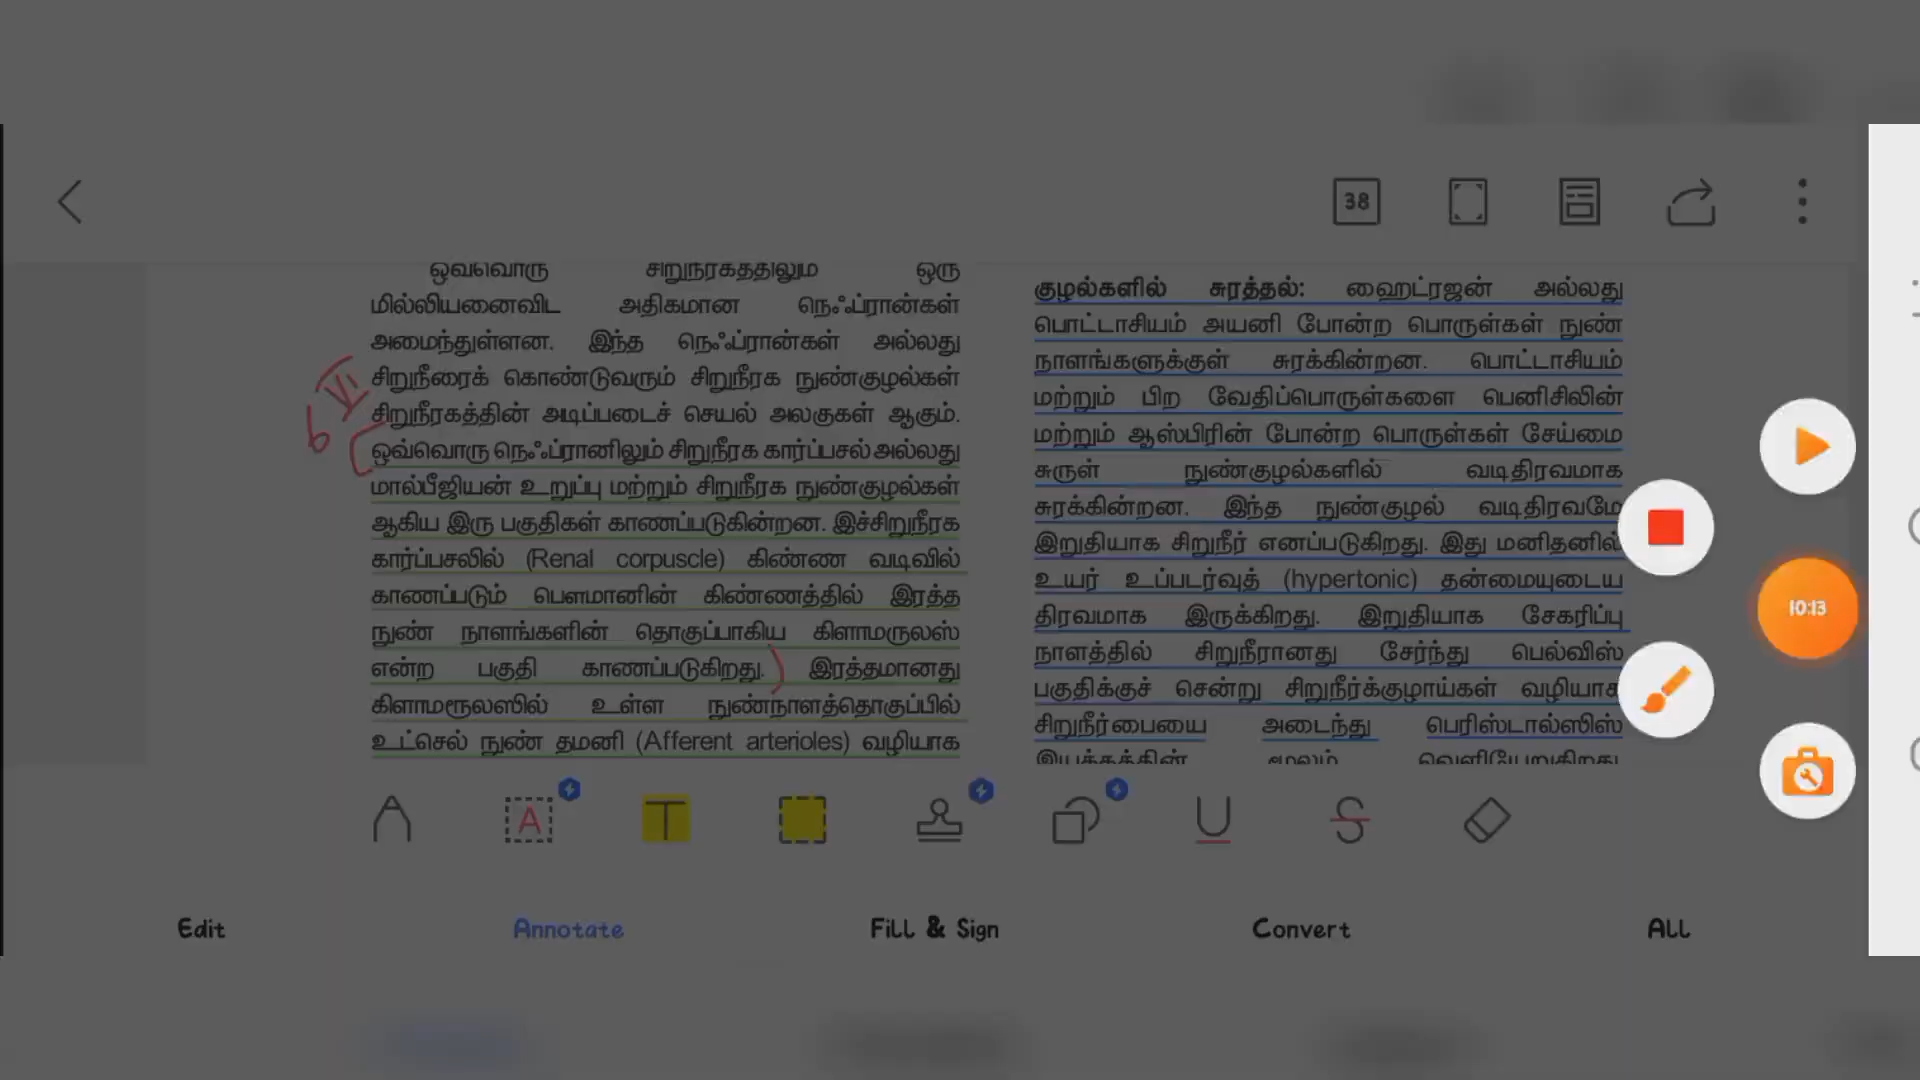 38
ஒவ்வொரு சிறுநீரகத்திலும் ஒரு
மில்லியனைவிட அதிகமான நெஃப்ரான்கள்
அமைந்துள்ளன. இந்த நெஃப்ரான்கள் அல்லது
சிறுநீரைக் கொண்டுவரும் சிறுநீரக நுண்குழல்கள்
சிறுநீரகத்தின் அடிப்படைச் செயல் அலகுகள் ஆகும்.
ஒவ்வொரு நெஃப்ரானிலும் சிறுநீரக கார்ப்பசல் அல்லது
மால்பீஜியன் உறுப்பு மற்றும் சிறுநீரக நுண்குழல்கள்
ஆகிய இரு பகுதிகள் காணப்படுகின்றன. இச்சிறுநீரக
கார்ப்பசலில் (Renal corpuscle) கிண்ண வடிவில்
காணப்படும் பௌமானின் கிண்ணத்தில் இரத்த
நுண் நாளங்களின் தொகுப்பாகிய கிளாமருலஸ்
என்ற பகுதி காணப்படுகிறது. இரத்தமானது
கிளாமரூலஸில் உள்ள நுண்நாளத்தொகுப்பில்
உட்செல் நுண் தமனி (Afferent arterioles) வழியாக
6 VI
குழல்களில் சுரத்தல்: ஹைட்ரஜன் அல்லது
பொட்டாசியம் அயனி போன்ற பொருள்கள் நுண்
நாளங்களுக்குள் சுரக்கின்றன. பொட்டாசியம்
மற்றும் பிற வேதிப்பொருள்களை பெனிசிலின்
மற்றும் ஆஸ்பிரின் போன்ற பொருள்கள் சேய்மை
சுருள் நுண்குழல்களில் வடிதிரவமாக
சுரக்கின்றன. இந்த நுண்குழல் வடிதிரவமே
இறுதியாக சிறுநீர் எனப்படுகிறது. இது மனிதனில்
உயர் உப்படர்வுத் (hypertonic) தன்மையுடைய
திரவமாக இருக்கிறது. இறுதியாக சேகரிப்பு
நாளத்தில் சிறுநீரானது சேர்ந்து பெல்விஸ்
பகுதிக்குச் சென்று சிறுநீர்க்குழாய்கள் வழியாக
சிறுநீர்பையை அடைந்து பெரிஸ்டால்ஸிஸ்
இயக்கத்தின் மூலம் வெளியேறுகிறது.
10:13
A T U S
Edit Annotate Fill & Sign Convert All